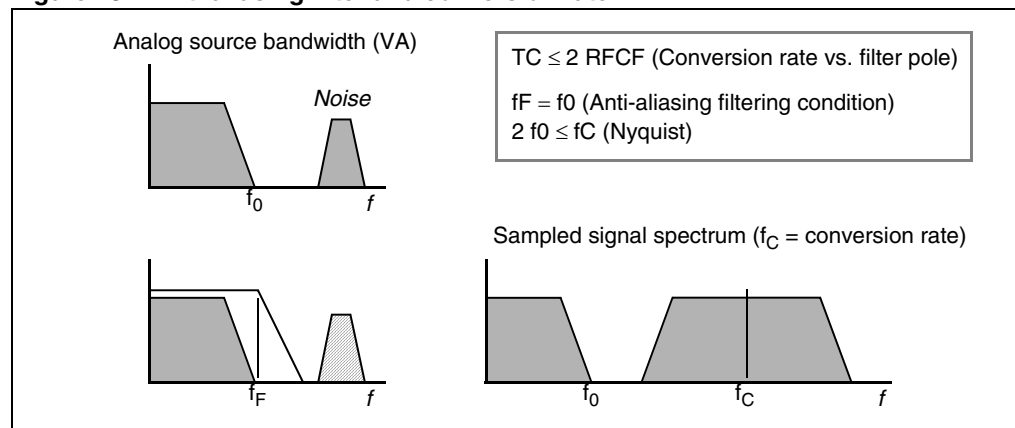 Analog source bandwidth (VA)
TC ≤ 2 RFCF (Conversion rate vs. filter pole)
fF = f0 (Anti-aliasing filtering condition)
2 f0 ≤ fC (Nyquist)
Noise
f0
f
Sampled signal spectrum (fC = conversion rate)
fF
f
f0
fC
f